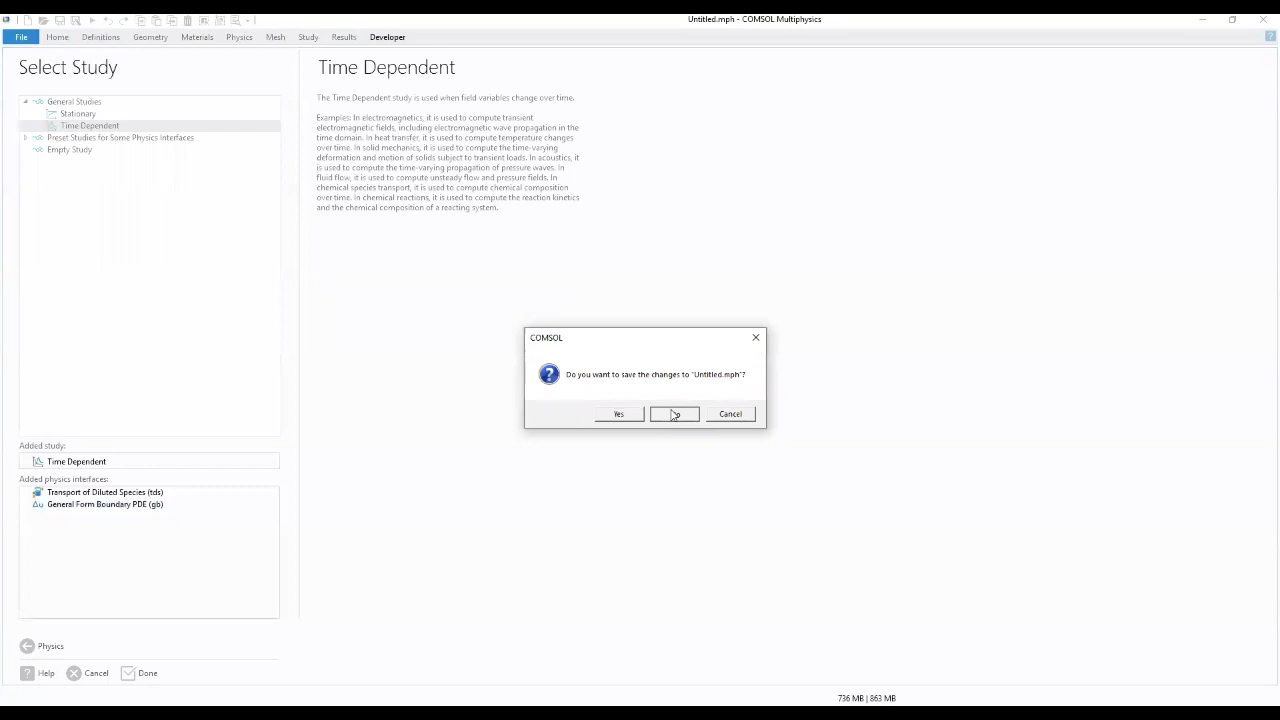 Untitled.mph - COMSOL Multiphysics
File Home Definitions Geometry Materials Physics Mesh Study Results Developer
Select Study
General Studies
Stationary
Time Dependent
Preset Studies for Some Physics Interfaces
Empty Study
Added study:
Time Dependent
Added physics interfaces:
Transport of Diluted Species (tds)
General Form Boundary PDE (gb)
Physics
Help Cancel Done
Time Dependent
The Time Dependent study is used when field variables change over time.
Examples: In electromagnetics, it is used to compute transient
electromagnetic fields, including electromagnetic wave propagation in the
time domain. In heat transfer, it is used to compute temperature changes
over time. In solid mechanics, it is used to compute the time-varying
deformation and motion of solids subject to transient loads. In acoustics, it
is used to compute the time-varying propagation of pressure waves. In
fluid flow, it is used to compute unsteady flow and pressure fields. In
chemical species transport, it is used to compute chemical composition
over time. In chemical reactions, it is used to compute the reaction kinetics
and the chemical composition of a reacting system.
COMSOL
Do you want to save the changes to "Untitled.mph"?
Yes Cancel
736 MB | 863 MB